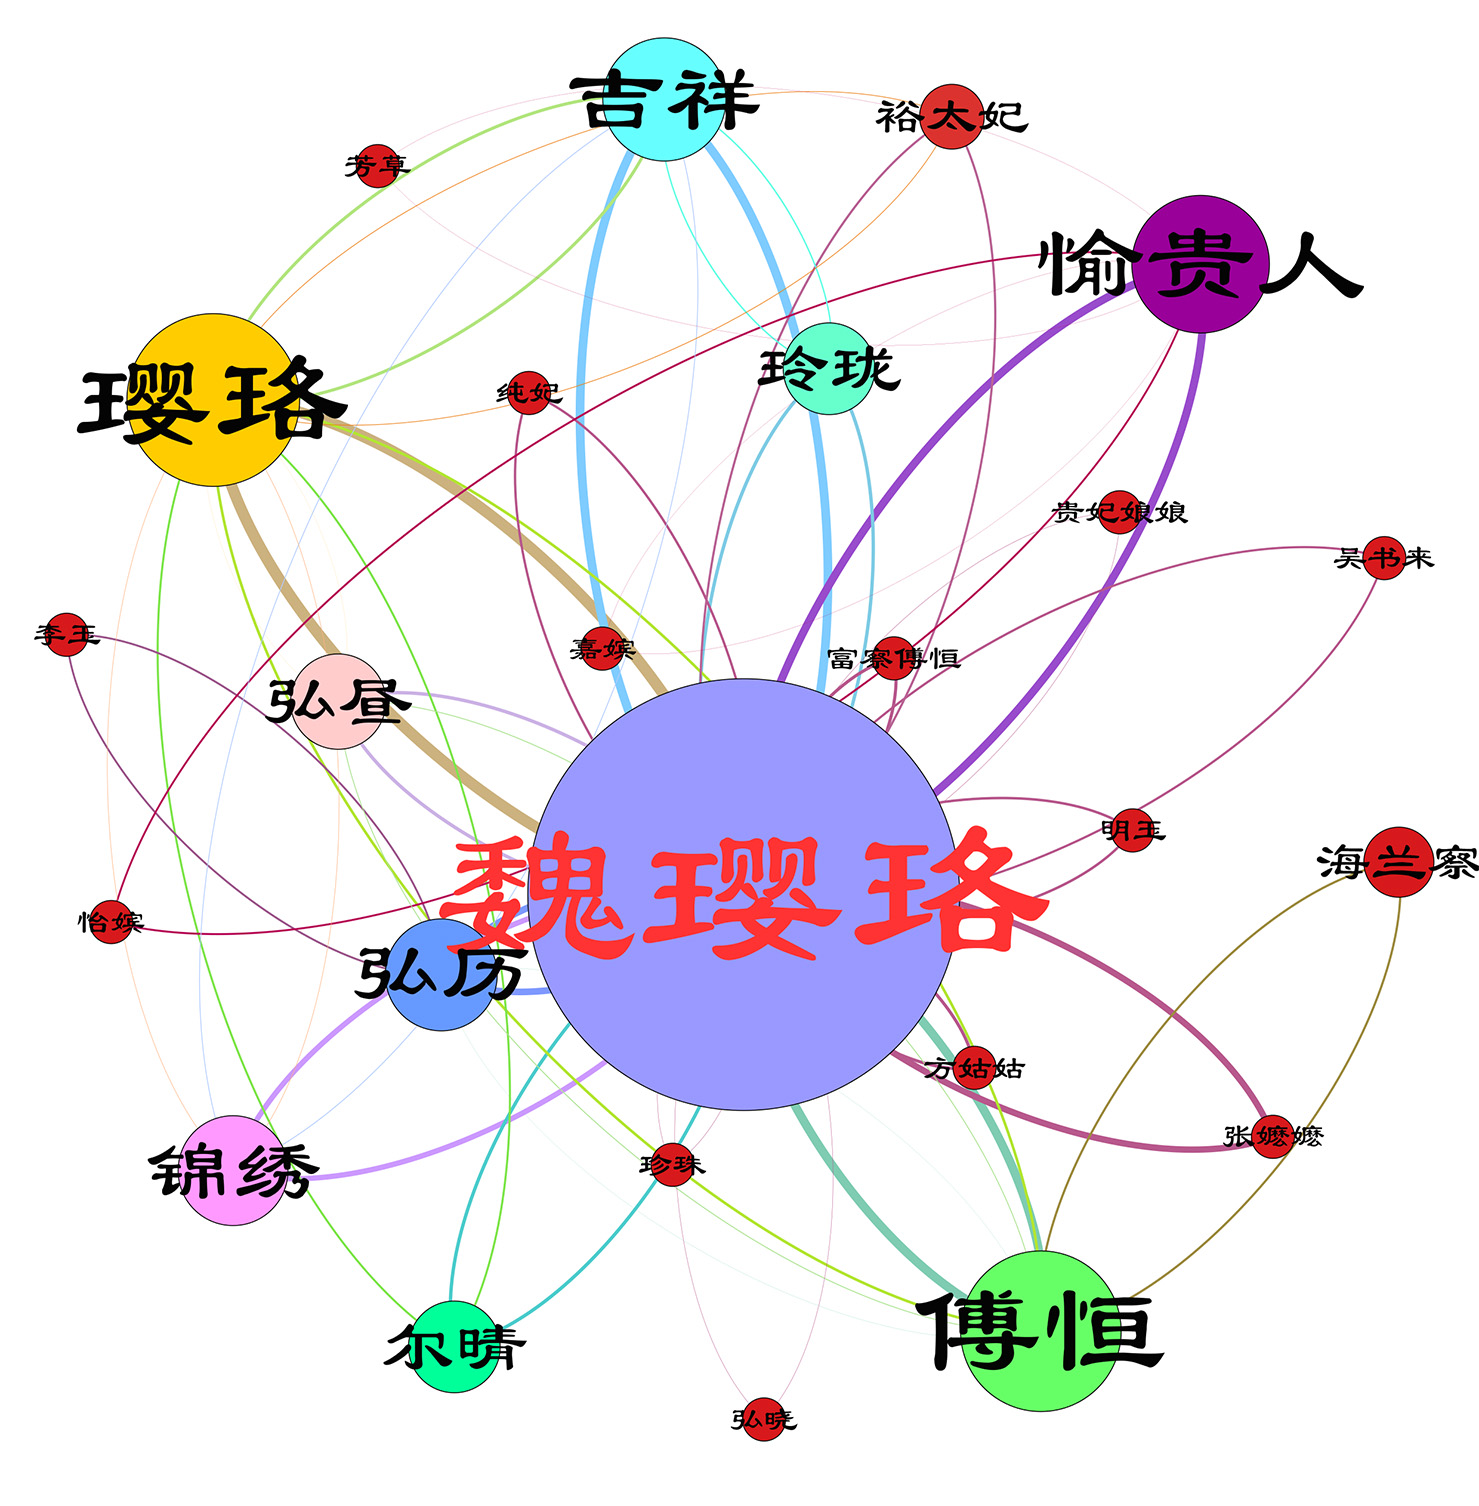 吉祥
裕太妃
芳草
愉贵人
玲珑
璎珞
纯妃
贵妃娘娘
吴书来
李玉
嘉嫔
富察傅恒
弘昼
明玉
海兰察
魏璎珞
怡嫔
弘历
方姑姑
张嬷嬷
锦绣
珍珠
傅恒
尔晴
弘晓